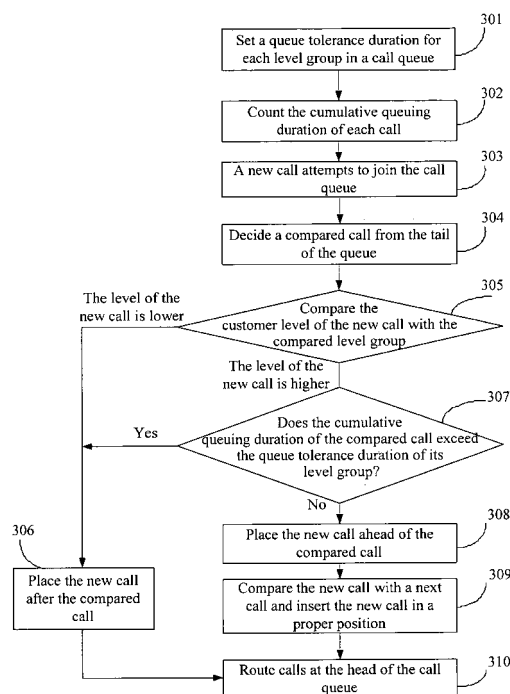 301
Set a queue tolerance duration for
each level group in a call queue
302
Count the cumulative queuing
duration of each call
303
A new call attempts to join the call
queue
304
Decide a compared call from the tail
of the queue
305
The level of the
new call is lower
Compare the
customer level of the new call with the
compared level
group
The level of the
new call is higher
307
Yes
Does the cumulative
queuing duration of the compared call exceed
the queue tolerance duration of its
level group?
No
308
Place the new call ahead of the
compared call
306
Place the new call
after the compared
call
309
Compare the new call with a next
call and insert the new call in a
proper position
310
Route calls at the head of the call
queue